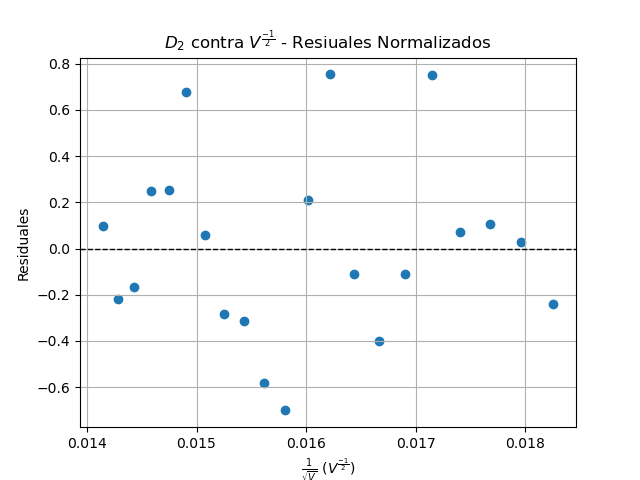 D₂ contra V^{-1/2} - Resiuales Normalizados
Residuales
0.8
0.6
0.4
0.2
0.0
−0.2
−0.4
−0.6
0.014 0.015 0.016 0.017 0.018
1/√V (V^{-1/2})